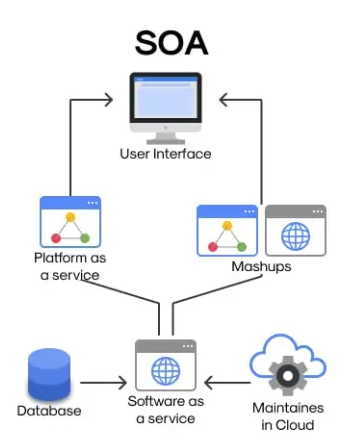 SOA
User Interface
Platform as
a service
Mashups
Database
Software as
a service
Maintaines
in Cloud